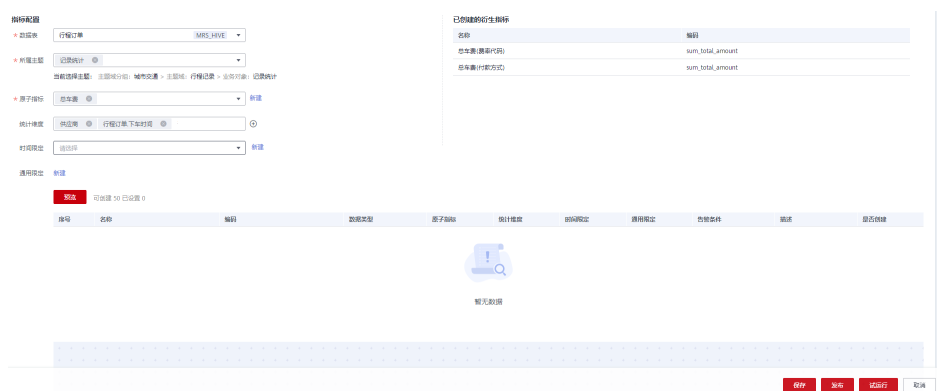 指标配置
* 数据表 行程订单 MRS_HIVE
* 所属主题 记录统计
当前选择主题: 主题域分组: 城市交通 > 主题域: 行程记录 > 业务对象: 记录统计
* 原子指标 总车费 新建
统计维度 供应商 行程订单.下车时间
时间限定 请选择 新建
通用限定 新建
预览 可创建 50 已设置 0
序号 名称 编码 数据类型 原子指标 统计维度 时间限定 通用限定 告警条件 描述 是否创建
暂无数据
已创建的衍生指标
名称 编码
总车费(费率代码) sum_total_amount
总车费(付款方式) sum_total_amount
保存 发布 试运行 取消